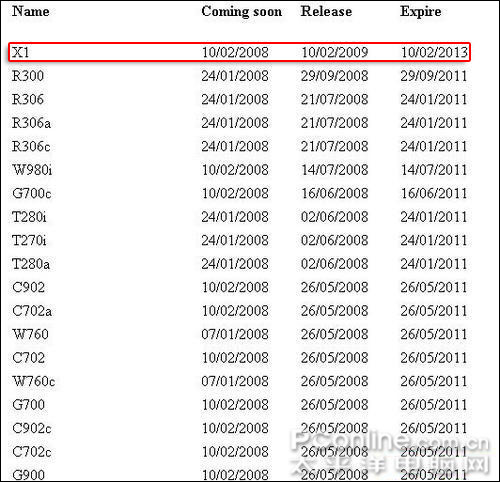 Name Coming soon Release Expire
X1 10/02/2008 10/02/2009 10/02/2013
R300 24/01/2008 29/09/2008 29/09/2011
R306 24/01/2008 21/07/2008 24/01/2011
R306a 24/01/2008 21/07/2008 24/01/2011
R306c 24/01/2008 21/07/2008 24/01/2011
W980i 10/02/2008 14/07/2008 14/07/2011
G700c 10/02/2008 16/06/2008 16/06/2011
T280i 24/01/2008 02/06/2008 24/01/2011
T270i 24/01/2008 02/06/2008 24/01/2011
T280a 24/01/2008 02/06/2008 24/01/2011
C902 10/02/2008 26/05/2008 26/05/2011
C702a 10/02/2008 26/05/2008 26/05/2011
W760 07/01/2008 26/05/2008 26/05/2011
C702 10/02/2008 26/05/2008 26/05/2011
W760c 07/01/2008 26/05/2008 26/05/2011
G700 10/02/2008 26/05/2008 26/05/2011
C902c 10/02/2008 26/05/2008 26/05/2011
C702c 10/02/2008 26/05/2008 26/05/2011
G900 10/02/2008 26/05/2008 26/05/2011
PConline.com.cn
太平洋电脑网